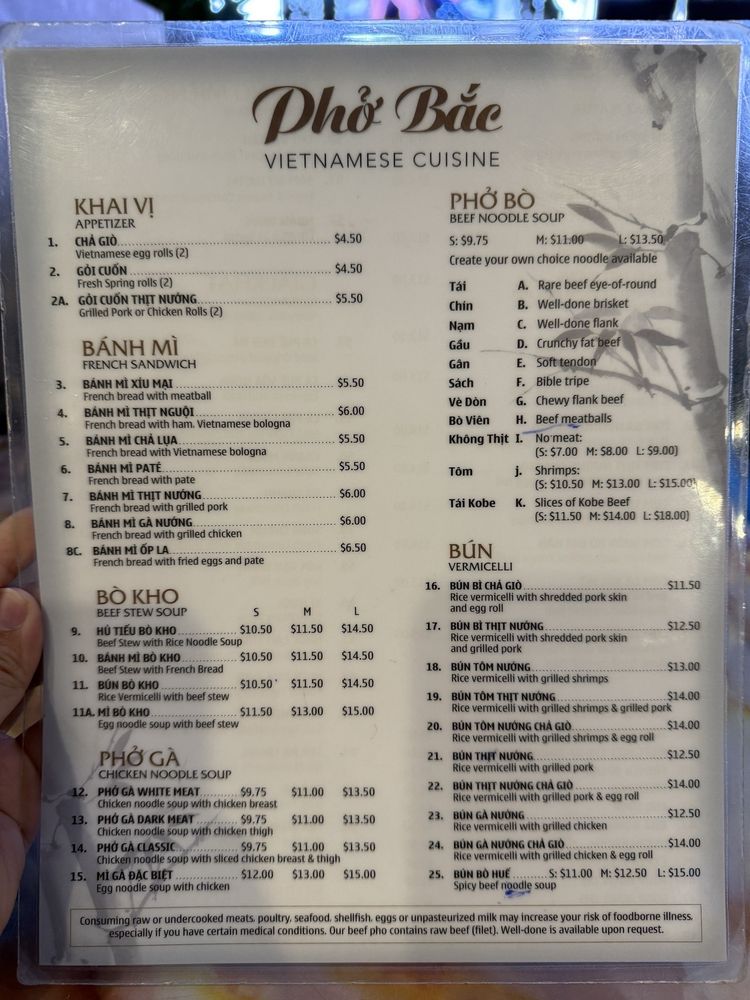 Phở Bắc
VIETNAMESE CUISINE
KHAI VỊ
APPETIZER
1. CHẢ GIÒ........ $4.50
Vietnamese egg rolls (2)
2. GỎI CUỐN........ $4.50
Fresh Spring rolls (2)
2A. GỎI CUỐN THỊT NƯỚNG........ $5.50
Grilled Pork or Chicken Rolls (2)
BÁNH MÌ
FRENCH SANDWICH
3. BÁNH MÌ XÍU MẠI........ $5.50
French bread with meatball
4. BÁNH MÌ THỊT NGUỘI........ $6.00
French bread with ham. Vietnamese bologna
5. BÁNH MÌ CHẢ LỤA........ $5.50
French bread with Vietnamese bologna
6. BÁNH MÌ PATÉ........ $5.50
French bread with pate
7. BÁNH MÌ THỊT NƯỚNG........ $6.00
French bread with grilled pork
8. BÁNH MÌ GÀ NƯỚNG........ $6.00
French bread with grilled chicken
8C. BÁNH MÌ ỐP LA........ $6.50
French bread with fried eggs and pate
BÒ KHO
BEEF STEW SOUP S M L
9. HỦ TIẾU BÒ KHO........ $10.50 $11.50 $14.50
Beef Stew with Rice Noodle Soup
10. BÁNH MÌ BÒ KHO........ $10.50 $11.50 $14.50
Beef Stew with French Bread
11. BÚN BÒ KHO........ $10.50 $11.50 $14.50
Rice Vermicelli with beef stew
11A. MÌ BÒ KHO........ $11.50 $13.00 $15.00
Egg noodle soup with beef stew
PHỞ GÀ
CHICKEN NOODLE SOUP
12. PHỞ GÀ WHITE MEAT........ $9.75 $11.00 $13.50
Chicken noodle soup with chicken breast
13. PHỞ GÀ DARK MEAT........ $9.75 $11.00 $13.50
Chicken noodle soup with chicken thigh
14. PHỞ GÀ CLASSIC........ $9.75 $11.00 $13.50
Chicken noodle soup with sliced chicken breast & thigh
15. MÌ GÀ ĐẶC BIỆT........ $12.00 $13.00 $15.00
Egg noodle soup with chicken
PHỞ BÒ
BEEF NOODLE SOUP
S: $9.75 M: $11.00 L: $13.50
Create your own choice noodle available
Tái A. Rare beef eye-of-round
Chín B. Well-done brisket
Nạm C. Well-done flank
Gầu D. Crunchy fat beef
Gân E. Soft tendon
Sách F. Bible tripe
Vè Dòn G. Chewy flank beef
Bò Viên H. Beef meatballs
Không Thịt I. No meat:
(S: $7.00 M: $8.00 L: $9.00)
Tôm j. Shrimps:
(S: $10.50 M: $13.00 L: $15.00)
Tái Kobe K. Slices of Kobe Beef
(S: $11.50 M: $14.00 L: $18.00)
BÚN
VERMICELLI
16. BÚN BÌ CHẢ GIÒ........ $11.50
Rice vermicelli with shredded pork skin
and egg roll
17. BÚN BÌ THỊT NƯỚNG........ $12.50
Rice vermicelli with shredded pork skin
and grilled pork
18. BÚN TÔM NƯỚNG........ $13.00
Rice vermicelli with grilled shrimps
19. BÚN TÔM THỊT NƯỚNG........ $14.00
Rice vermicelli with grilled shrimps & grilled pork
20. BÚN TÔM NƯỚNG CHẢ GIÒ........ $14.00
Rice vermicelli with grilled shrimps & egg roll
21. BÚN THỊT NƯỚNG........ $12.50
Rice vermicelli with grilled pork
22. BÚN THỊT NƯỚNG CHẢ GIÒ........ $14.00
Rice vermicelli with grilled pork & egg roll
23. BÚN GÀ NƯỚNG........ $12.50
Rice vermicelli with grilled chicken
24. BÚN GÀ NƯỚNG CHẢ GIÒ........ $14.00
Rice vermicelli with grilled chicken & egg roll
25. BÚN BÒ HUẾ........ S: $11.00 M: $12.50 L: $15.00
Spicy beef noodle soup
Consuming raw or undercooked meats, poultry, seafood, shellfish, eggs or unpasteurized milk may increase your risk of foodborne illness,
especially if you have certain medical conditions. Our beef pho contains raw beef (filet). Well-done is available upon request.